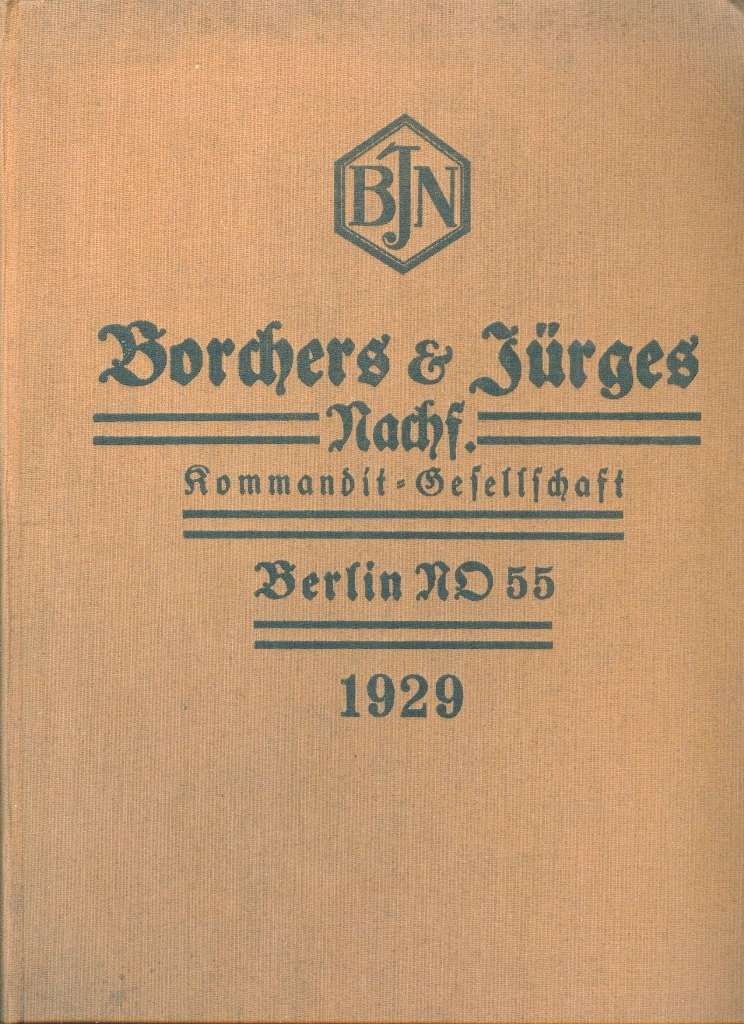 BJN
Borchers & Jürges
Nachf.
Kommandit-Gesellschaft
Berlin NO 55
1929